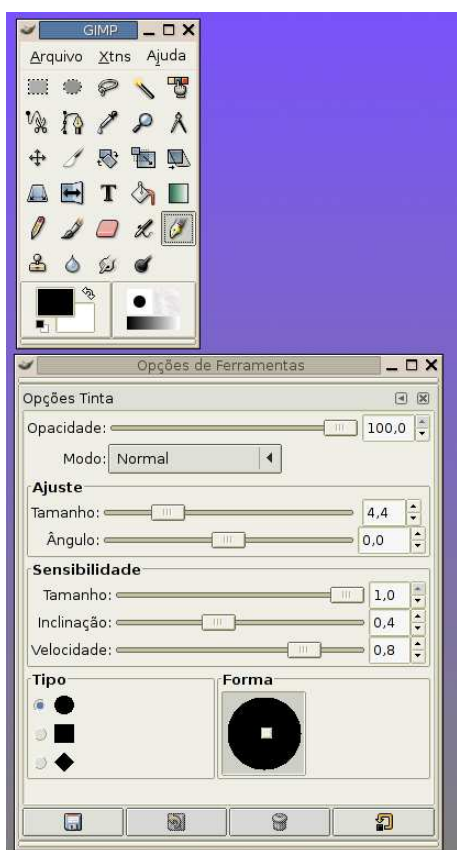 GIMP
Arquivo Xtns Ajuda
T
Opções de Ferramentas
Opções Tinta
Opacidade: 100,0
Modo: Normal
Ajuste
Tamanho: 4,4
Ângulo: 0,0
Sensibilidade
Tamanho: 1,0
Inclinação: 0,4
Velocidade: 0,8
Tipo Forma